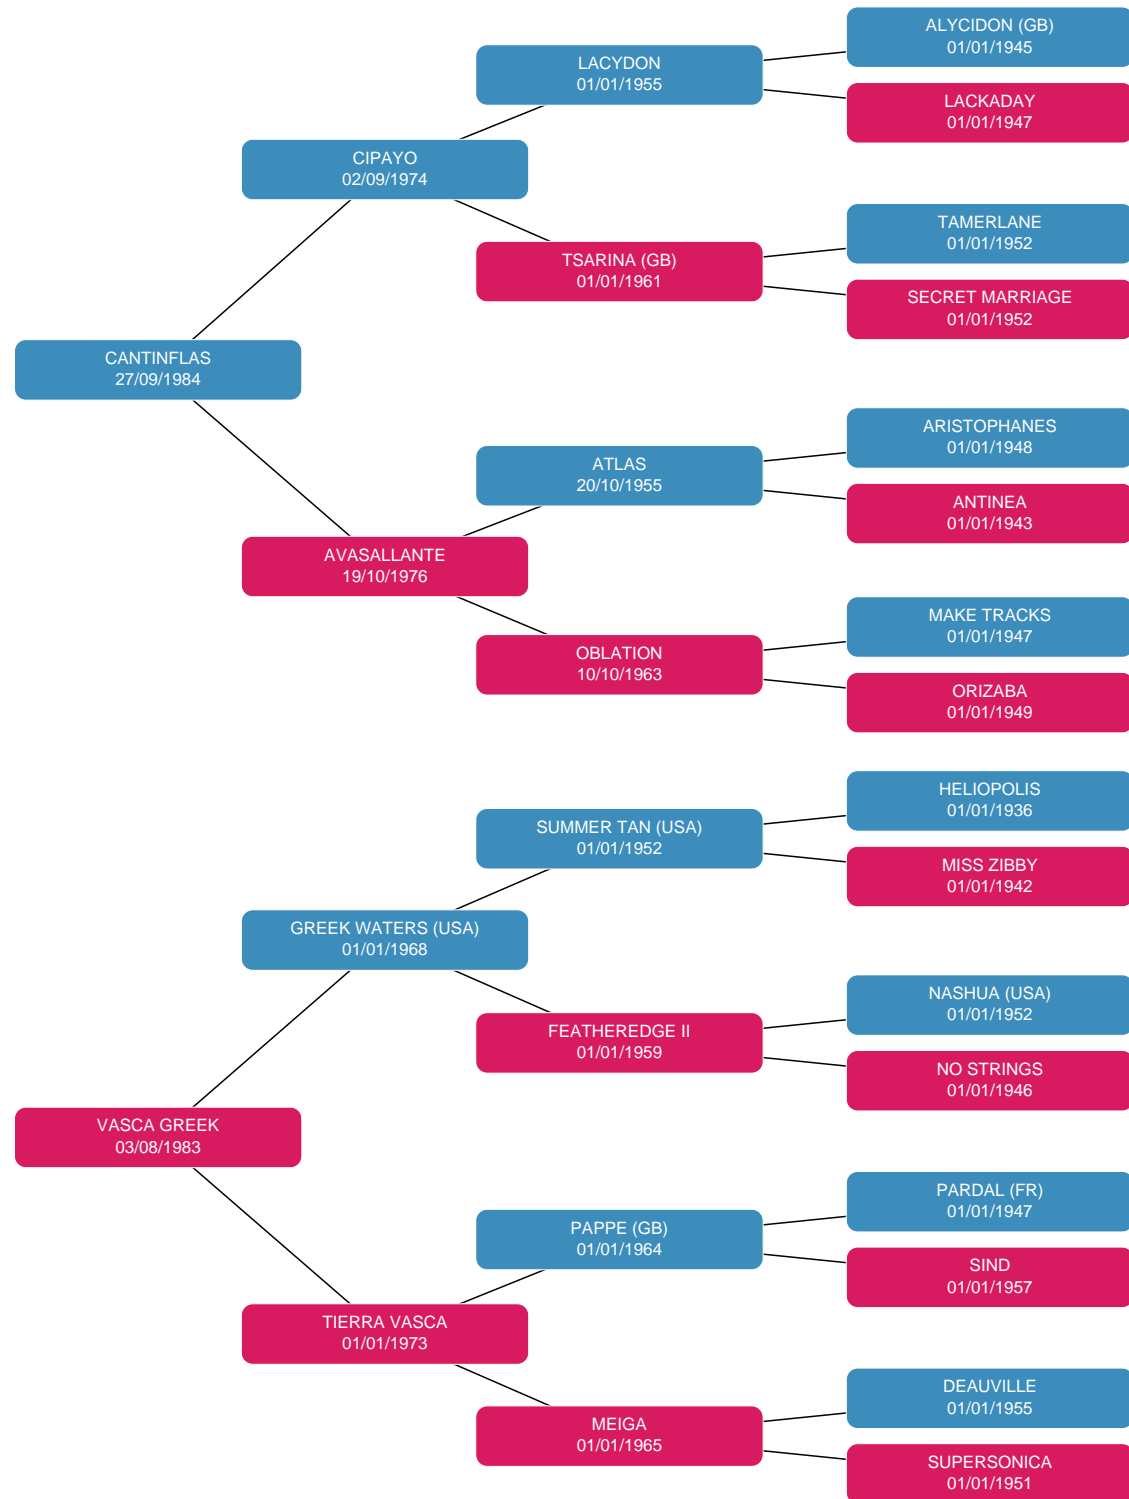 ALYCIDON (GB)
01/01/1945
LACYDON
01/01/1955
LACKADAY
01/01/1947
CIPAYO
02/09/1974
TAMERLANE
01/01/1952
TSARINA (GB)
01/01/1961
SECRET MARRIAGE
01/01/1952
CANTINFLAS
27/09/1984
ARISTOPHANES
01/01/1948
ATLAS
20/10/1955
ANTINEA
01/01/1943
AVASALLANTE
19/10/1976
MAKE TRACKS
01/01/1947
OBLATION
10/10/1963
ORIZABA
01/01/1949
HELIOPOLIS
01/01/1936
SUMMER TAN (USA)
01/01/1952
MISS ZIBBY
01/01/1942
GREEK WATERS (USA)
01/01/1968
NASHUA (USA)
01/01/1952
FEATHEREDGE II
01/01/1959
NO STRINGS
01/01/1946
VASCA GREEK
03/08/1983
PARDAL (FR)
01/01/1947
PAPPE (GB)
01/01/1964
SIND
01/01/1957
TIERRA VASCA
01/01/1973
DEAUVILLE
01/01/1955
MEIGA
01/01/1965
SUPERSONICA
01/01/1951